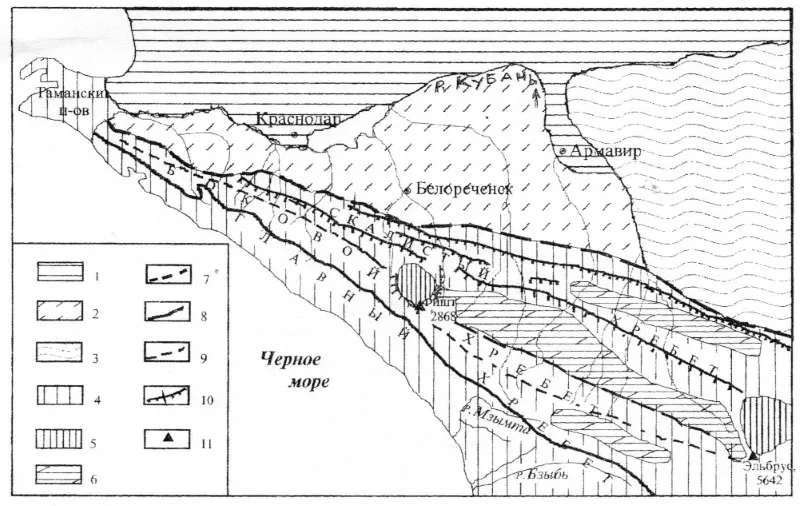 Таманский
п-ов
Краснодар
р. КУБАНЬ
Армавир
Белореченск
БОКОВОЙ
СКАЛИСТЫЙ
ГЛАВНЫЙ
Фишт
2868
ХРЕБЕТ
ХРЕБЕТ
ХРЕБЕТ
Черное
море
р. Мзымта
р. Бзыбь
Эльбрус,
5642
1
2
3
4
5
6
7
8
9
10
11